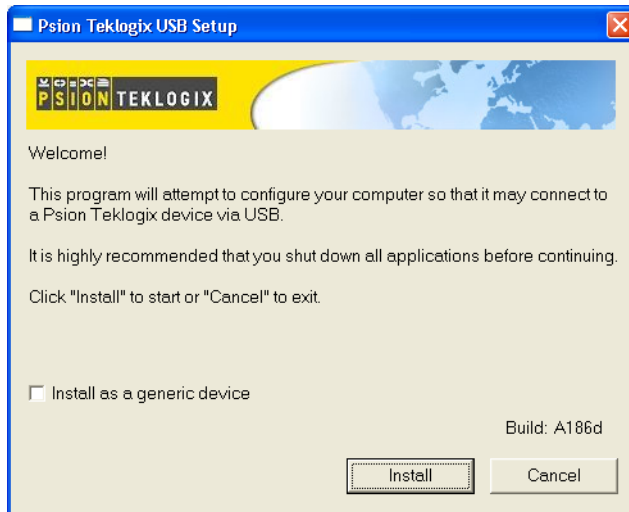 Psion Teklogix USB Setup
PSION TEKLOGIX
Welcome!
This program will attempt to configure your computer so that it may connect to
a Psion Teklogix device via USB.
It is highly recommended that you shut down all applications before continuing.
Click "Install" to start or "Cancel" to exit.
Install as a generic device
Build: A186d
Install
Cancel